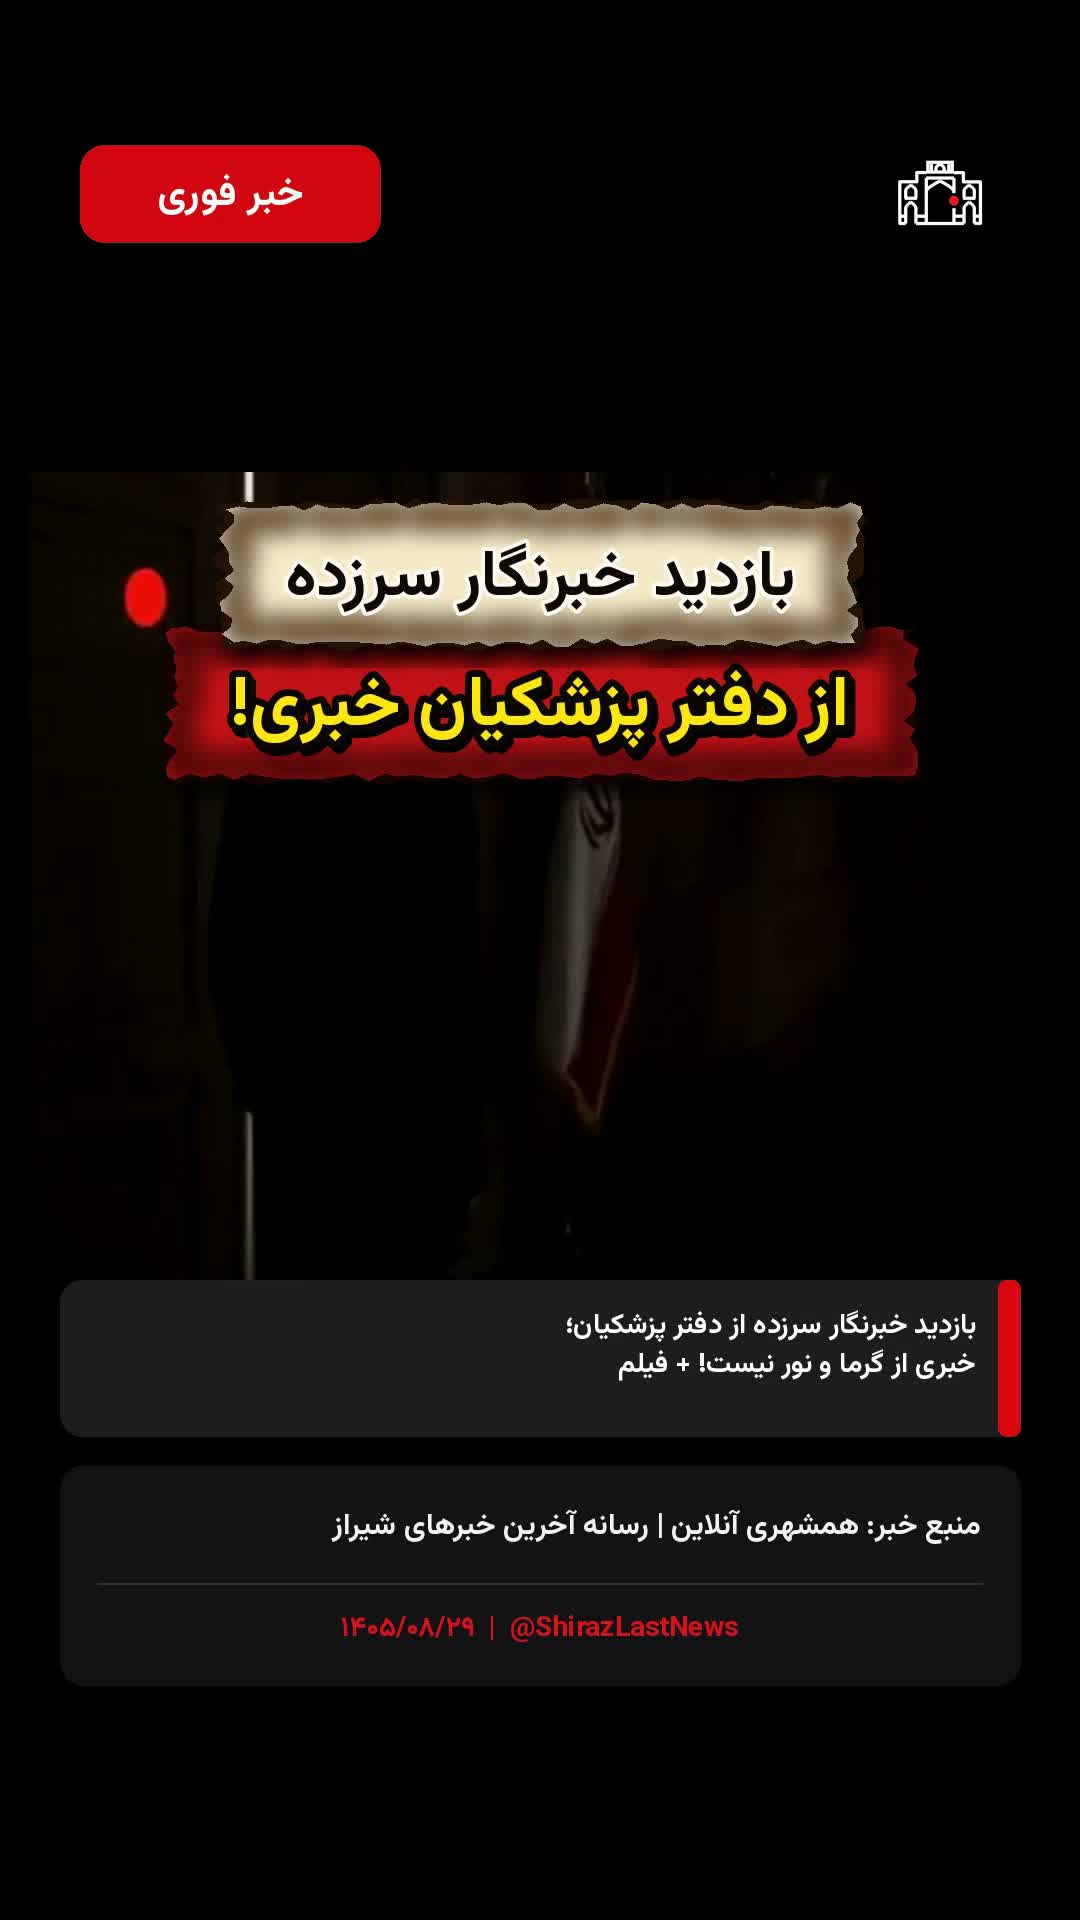 خبر فوری
بازدید خبرنگار سرزده
از دفتر پزشکیان خبری!
بازدید خبرنگار سرزده از دفتر پزشکیان؛
خبری از گرما و نور نیست! + فیلم
منبع خبر: همشهری آنلاین | رسانه آخرین خبرهای شیراز
۱۴۰۵/۰۸/۲۹ | @ShirazLastNews